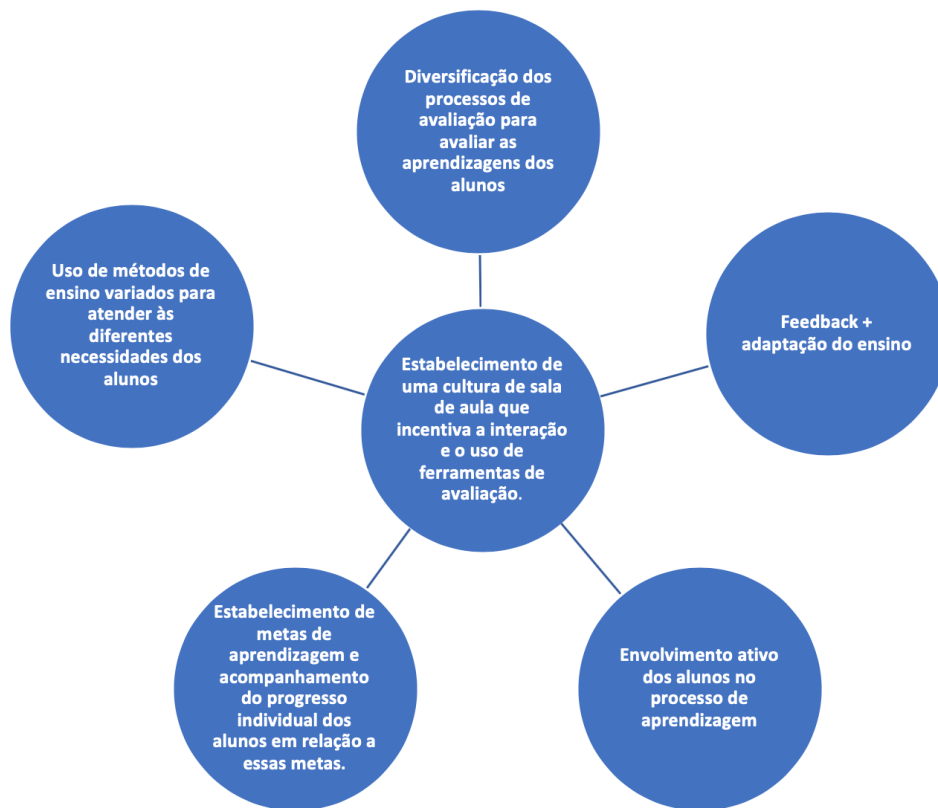 Diversificação dos
processos de
avaliação para
avaliar as
aprendizagens dos
alunos
Uso de métodos de
ensino variados para
atender às
diferentes
necessidades dos
alunos
Feedback +
adaptação do ensino
Estabelecimento de
uma cultura de sala
de aula que
incentiva a interação
e o uso de
ferramentas de
avaliação.
Estabelecimento de
metas de
aprendizagem e
acompanhamento
do progresso
individual dos
alunos em relação a
essas metas.
Envolvimento ativo
dos alunos no
processo de
aprendizagem